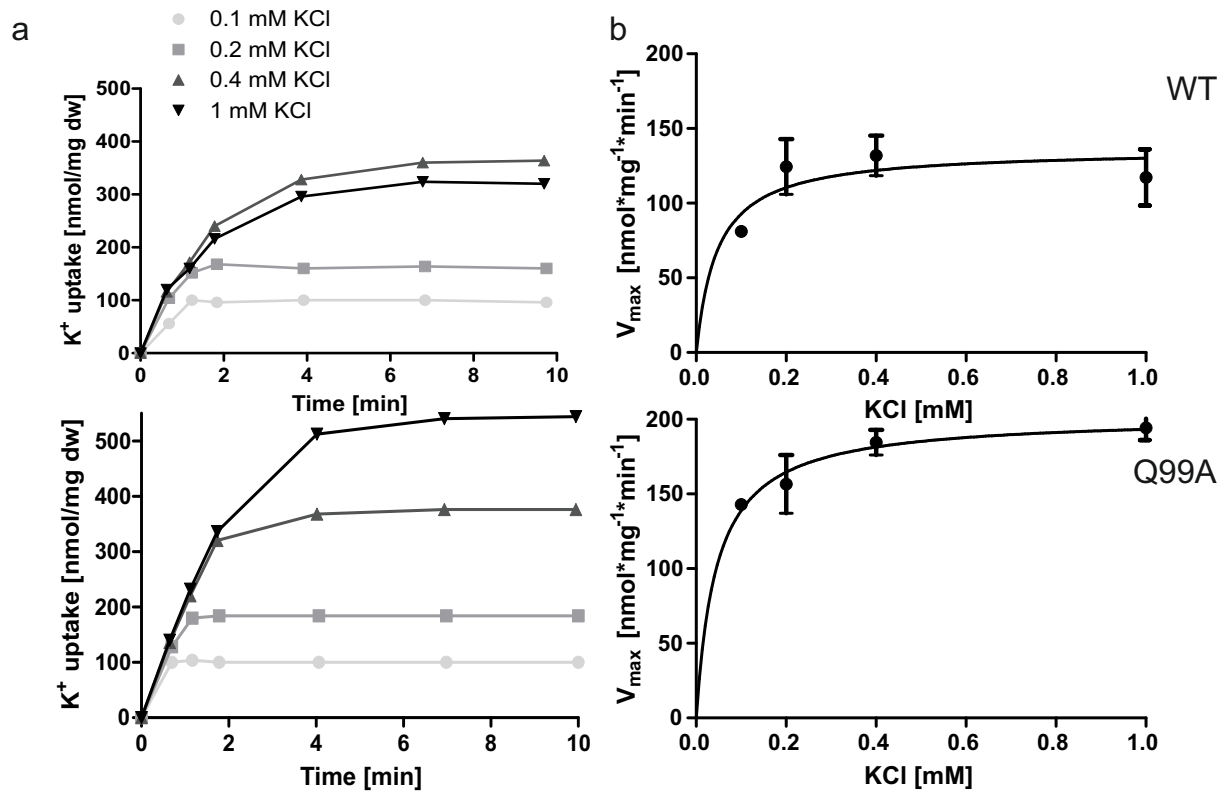 a
0.1 mM KCl
0.2 mM KCl
0.4 mM KCl
1 mM KCl
K⁺ uptake [nmol/mg dw]
500
400
300
200
100
0
0 2 4 6 8 10
Time [min]
b
WT
Vmax [nmol*mg⁻¹*min⁻¹]
200
150
100
50
0
0.0 0.2 0.4 0.6 0.8 1.0
KCl [mM]
K⁺ uptake [nmol/mg dw]
500
400
300
200
100
0
0 2 4 6 8 10
Time [min]
Q99A
Vmax [nmol*mg⁻¹*min⁻¹]
200
150
100
50
0
0.0 0.2 0.4 0.6 0.8 1.0
KCl [mM]